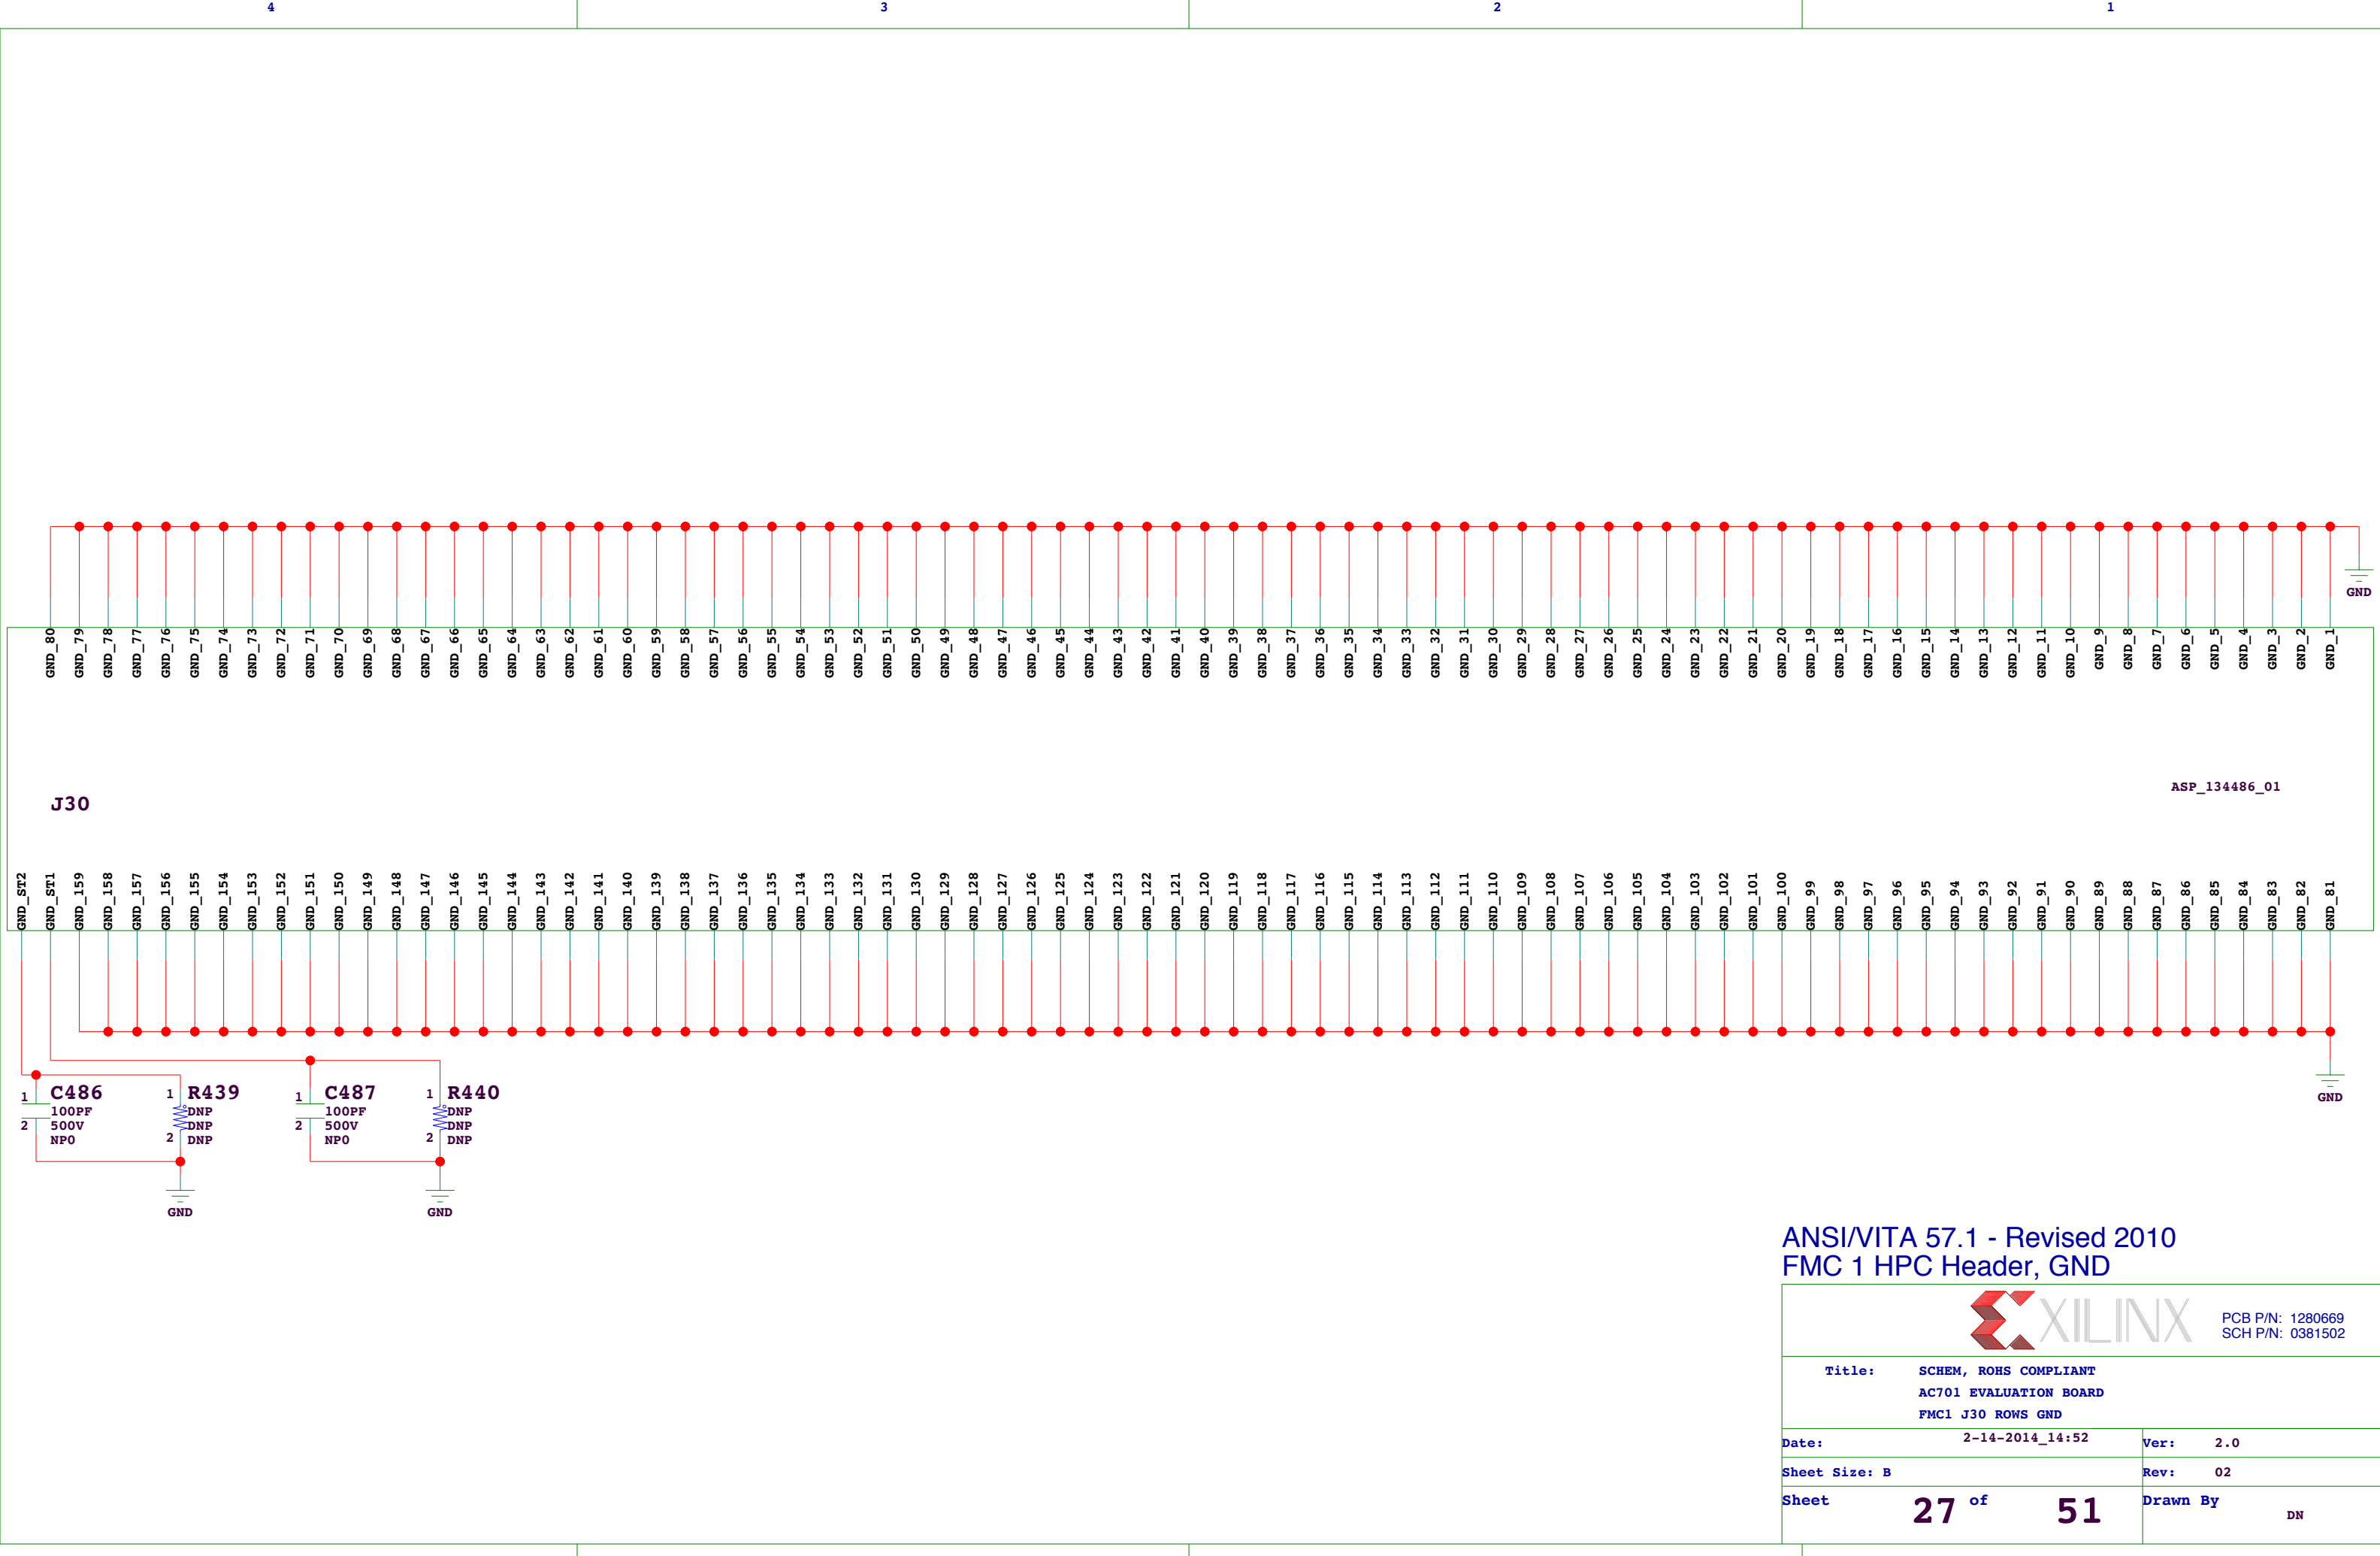 4 3 2 1
GND
GND_80 GND_79 GND_78 GND_77 GND_76 GND_75 GND_74 GND_73 GND_72 GND_71 GND_70 GND_69 GND_68 GND_67 GND_66 GND_65 GND_64 GND_63 GND_62 GND_61 GND_60 GND_59 GND_58 GND_57 GND_56 GND_55 GND_54 GND_53 GND_52 GND_51 GND_50 GND_49 GND_48 GND_47 GND_46 GND_45 GND_44 GND_43 GND_42 GND_41 GND_40 GND_39 GND_38 GND_37 GND_36 GND_35 GND_34 GND_33 GND_32 GND_31 GND_30 GND_29 GND_28 GND_27 GND_26 GND_25 GND_24 GND_23 GND_22 GND_21 GND_20 GND_19 GND_18 GND_17 GND_16 GND_15 GND_14 GND_13 GND_12 GND_11 GND_10 GND_9 GND_8 GND_7 GND_6 GND_5 GND_4 GND_3 GND_2 GND_1
J30 ASP_134486_01
GND_ST2 GND_ST1 GND_159 GND_158 GND_157 GND_156 GND_155 GND_154 GND_153 GND_152 GND_151 GND_150 GND_149 GND_148 GND_147 GND_146 GND_145 GND_144 GND_143 GND_142 GND_141 GND_140 GND_139 GND_138 GND_137 GND_136 GND_135 GND_134 GND_133 GND_132 GND_131 GND_130 GND_129 GND_128 GND_127 GND_126 GND_125 GND_124 GND_123 GND_122 GND_121 GND_120 GND_119 GND_118 GND_117 GND_116 GND_115 GND_114 GND_113 GND_112 GND_111 GND_110 GND_109 GND_108 GND_107 GND_106 GND_105 GND_104 GND_103 GND_102 GND_101 GND_100 GND_99 GND_98 GND_97 GND_96 GND_95 GND_94 GND_93 GND_92 GND_91 GND_90 GND_89 GND_88 GND_87 GND_86 GND_85 GND_84 GND_83 GND_82 GND_81
1 C486 1 R439 1 C487 1 R440
100PF DNP 100PF DNP
2 500V DNP 2 500V DNP
NP0 2 DNP NP0 2 DNP
GND
GND GND
ANSI/VITA 57.1 - Revised 2010
FMC 1 HPC Header, GND
XILINX
PCB P/N: 1280669
SCH P/N: 0381502
Title: SCHEM, ROHS COMPLIANT
AC701 EVALUATION BOARD
FMC1 J30 ROWS GND
Date: 2-14-2014_14:52 Ver: 2.0
Sheet Size: B Rev: 02
Sheet 27 of 51 Drawn By
DN